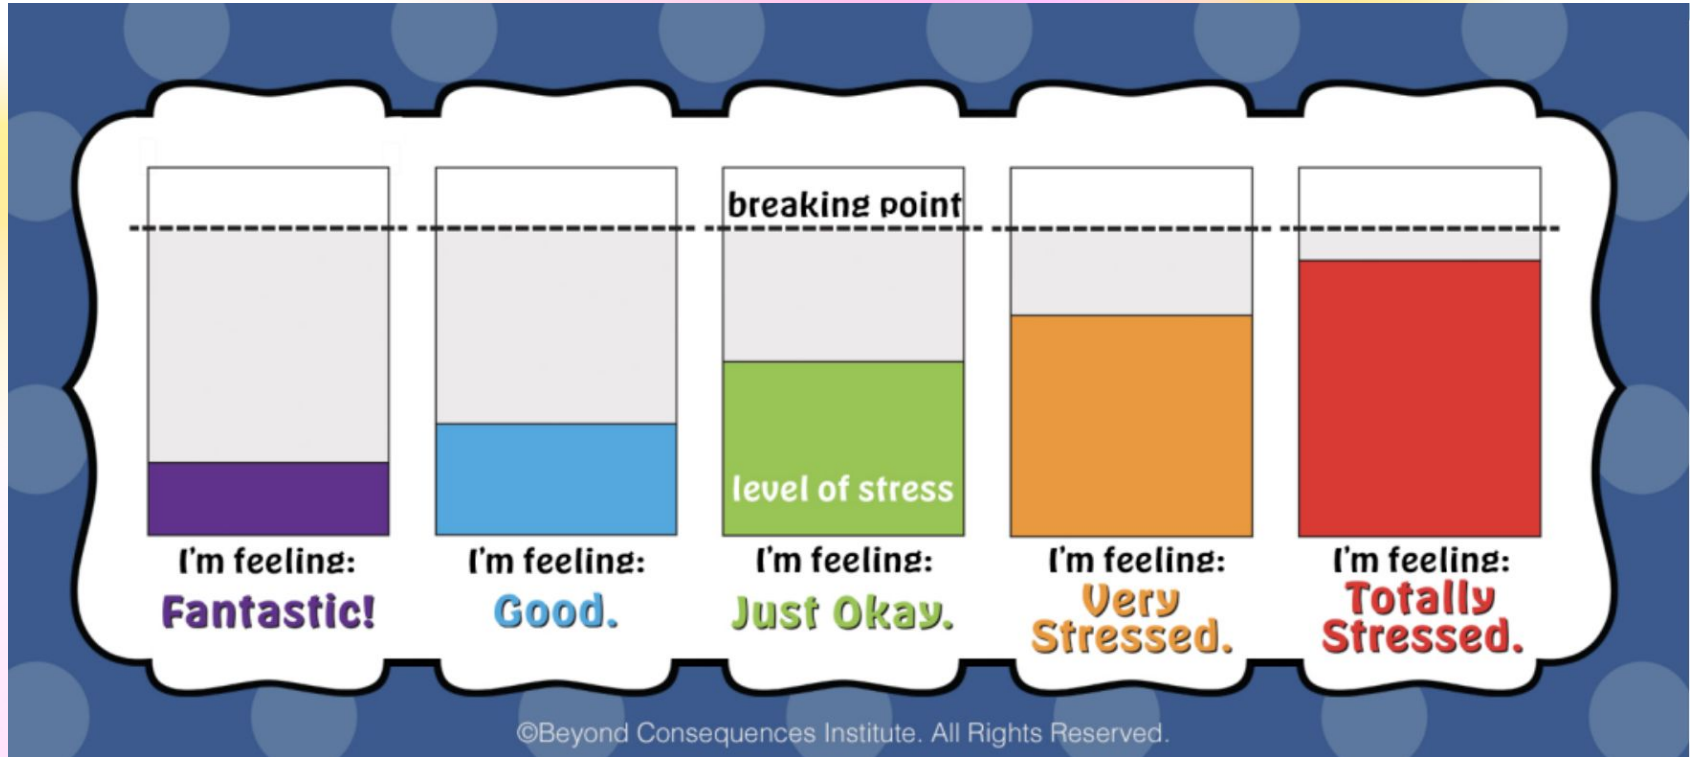 breaking point
level of stress
I'm feeling:
Fantastic!
I'm feeling:
Good.
I'm feeling:
Just Okay.
I'm feeling:
Very
Stressed.
I'm feeling:
Totally
Stressed.
©Beyond Consequences Institute. All Rights Reserved.